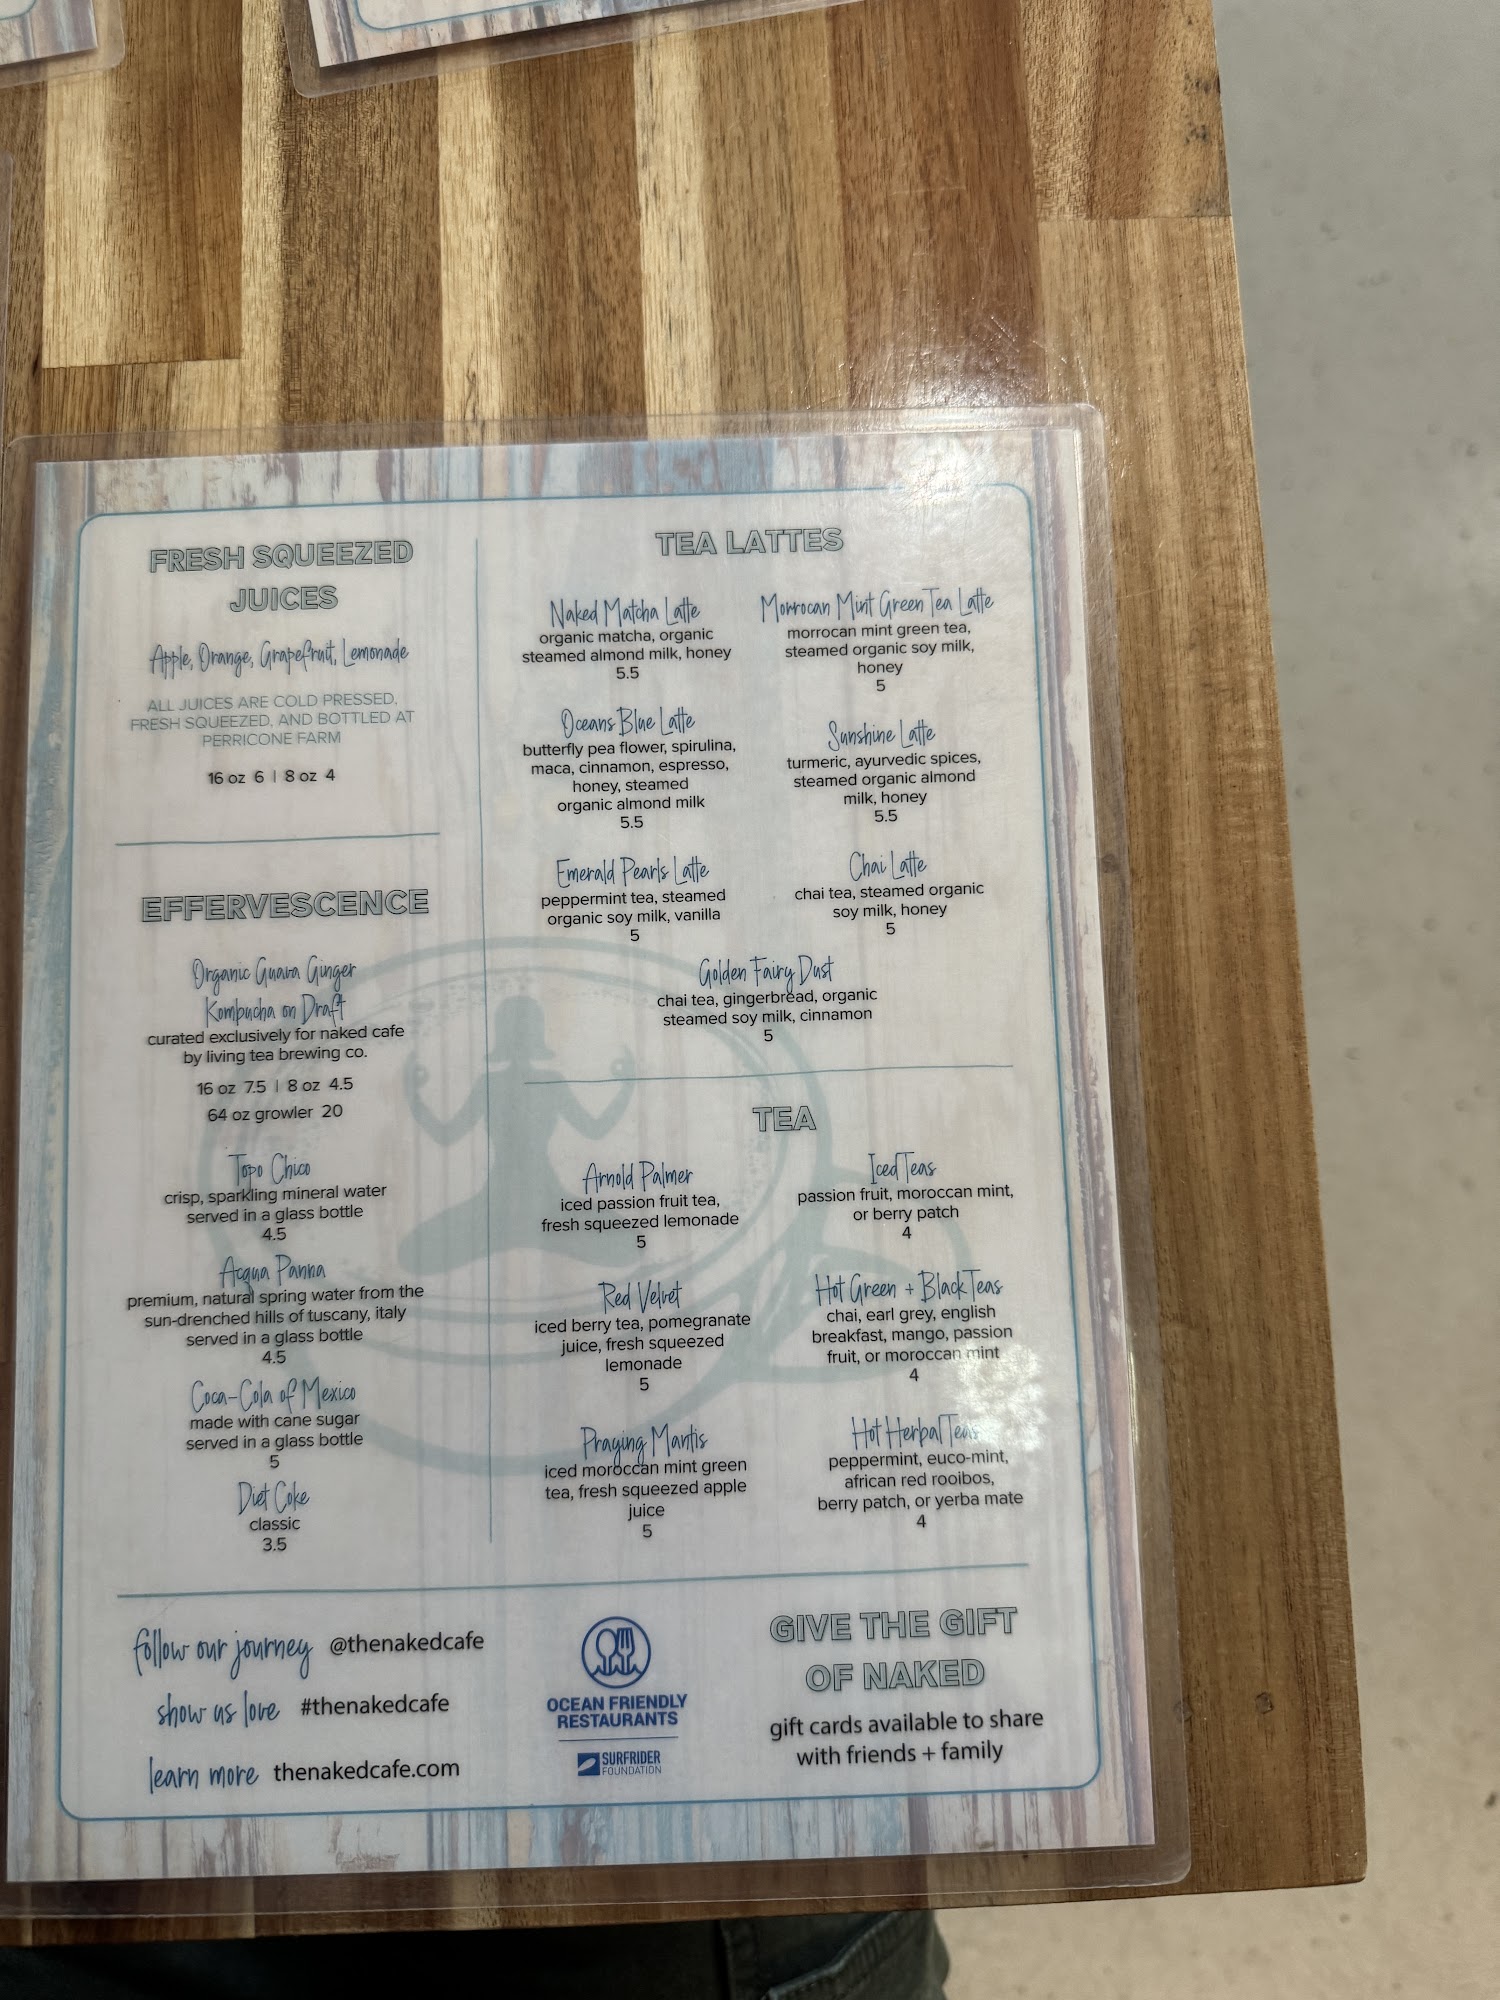 FRESH SQUEEZED
JUICES
Apple, Orange, Grapefruit, Lemonade
ALL JUICES ARE COLD PRESSED,
FRESH SQUEEZED, AND BOTTLED AT
PERRICONE FARM
16 oz 6 | 8 oz 4
EFFERVESCENCE
Organic Guava Ginger
Kombucha on Draft
curated exclusively for naked cafe
by living tea brewing co.
16 oz 7.5 | 8 oz 4.5
64 oz growler 20
Topo Chico
crisp, sparkling mineral water
served in a glass bottle
4.5
Acqua Panna
premium, natural spring water from the
sun-drenched hills of tuscany, italy
served in a glass bottle
4.5
Coca-Cola of Mexico
made with cane sugar
served in a glass bottle
5
Diet Coke
classic
3.5
TEA LATTES
Naked Matcha Latte
organic matcha, organic
steamed almond milk, honey
5.5
Morrocan Mint Green Tea Latte
morrocan mint green tea,
steamed organic soy milk,
honey
5
Oceans Blue Latte
butterfly pea flower, spirulina,
maca, cinnamon, espresso,
honey, steamed
organic almond milk
5.5
Sunshine Latte
turmeric, ayurvedic spices,
steamed organic almond
milk, honey
5.5
Emerald Pearls Latte
peppermint tea, steamed
organic soy milk, vanilla
5
Chai Latte
chai tea, steamed organic
soy milk, honey
5
Golden Fairy Dust
chai tea, gingerbread, organic
steamed soy milk, cinnamon
5
TEA
Arnold Palmer
iced passion fruit tea,
fresh squeezed lemonade
5
Iced Teas
passion fruit, moroccan mint,
or berry patch
4
Red Velvet
iced berry tea, pomegranate
juice, fresh squeezed
lemonade
5
Hot Green + Black Teas
chai, earl grey, english
breakfast, mango, passion
fruit, or moroccan mint
4
Praying Mantis
iced moroccan mint green
tea, fresh squeezed apple
juice
5
Hot Herbal Teas
peppermint, euco-mint,
african red rooibos,
berry patch, or yerba mate
4
follow our journey @thenakedcafe
show us love #thenakedcafe
learn more thenakedcafe.com
OCEAN FRIENDLY
RESTAURANTS
SURFRIDER
FOUNDATION
GIVE THE GIFT
OF NAKED
gift cards available to share
with friends + family